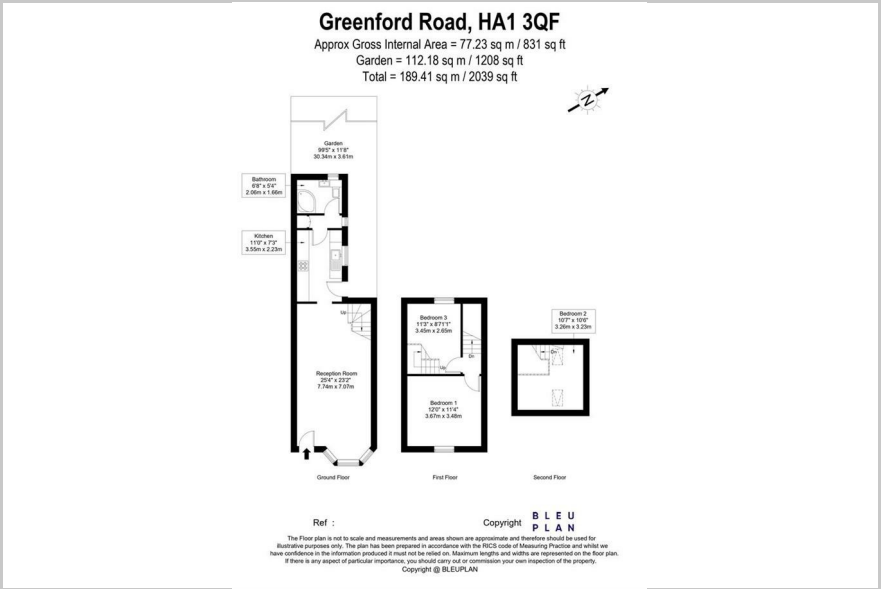 Greenford Road, HA1 3QF
Approx Gross Internal Area = 77.23 sq m / 831 sq ft
Garden = 112.18 sq m / 1208 sq ft
Total = 189.41 sq m / 2039 sq ft
N
Garden
99'5" x 11'8"
30.34m x 3.61m
Bathroom
6'8" x 5'4"
2.06m x 1.66m
Kitchen
11'0" x 7'3"
3.55m x 2.23m
Up
Reception Room
25'4" x 23'2"
7.74m x 7.07m
Ground Floor
Bedroom 3
11'3" x 8'71'1"
3.45m x 2.65m
Up
Dn
Bedroom 1
12'0" x 11'4"
3.67m x 3.48m
First Floor
Bedroom 2
10'7" x 10'6"
3.26m x 3.23m
Dn
Second Floor
Ref :
Copyright
BLEU
PLAN
The Floor plan is not to scale and measurements and areas shown are approximate and therefore should be used for
illustrative purposes only. The plan has been prepared in accordance with the RICS code of Measuring Practice and whilst we
have confidence in the information produced it must not be relied on. Maximum lengths and widths are represented on the floor plan.
If there is any aspect of particular importance, you should carry out or commission your own inspection of the property.
Copyright @ BLEUPLAN